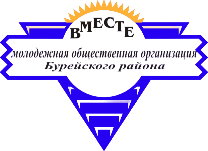 ВМЕСТЕ
молодежная общественная организация
Бурейского района